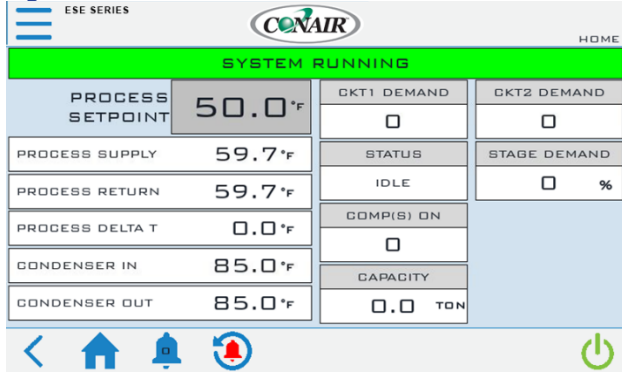 ESE SERIES
CONAIR
HOME
SYSTEM RUNNING
PROCESS
SETPOINT
50.0°F
PROCESS SUPPLY 59.7°F
PROCESS RETURN 59.7°F
PROCESS DELTA T 0.0°F
CONDENSER IN 85.0°F
CONDENSER OUT 85.0°F
CKT1 DEMAND
0
STATUS
IDLE
COMP(S) ON
0
CAPACITY
0.0 TON
CKT2 DEMAND
0
STAGE DEMAND
0 %
0